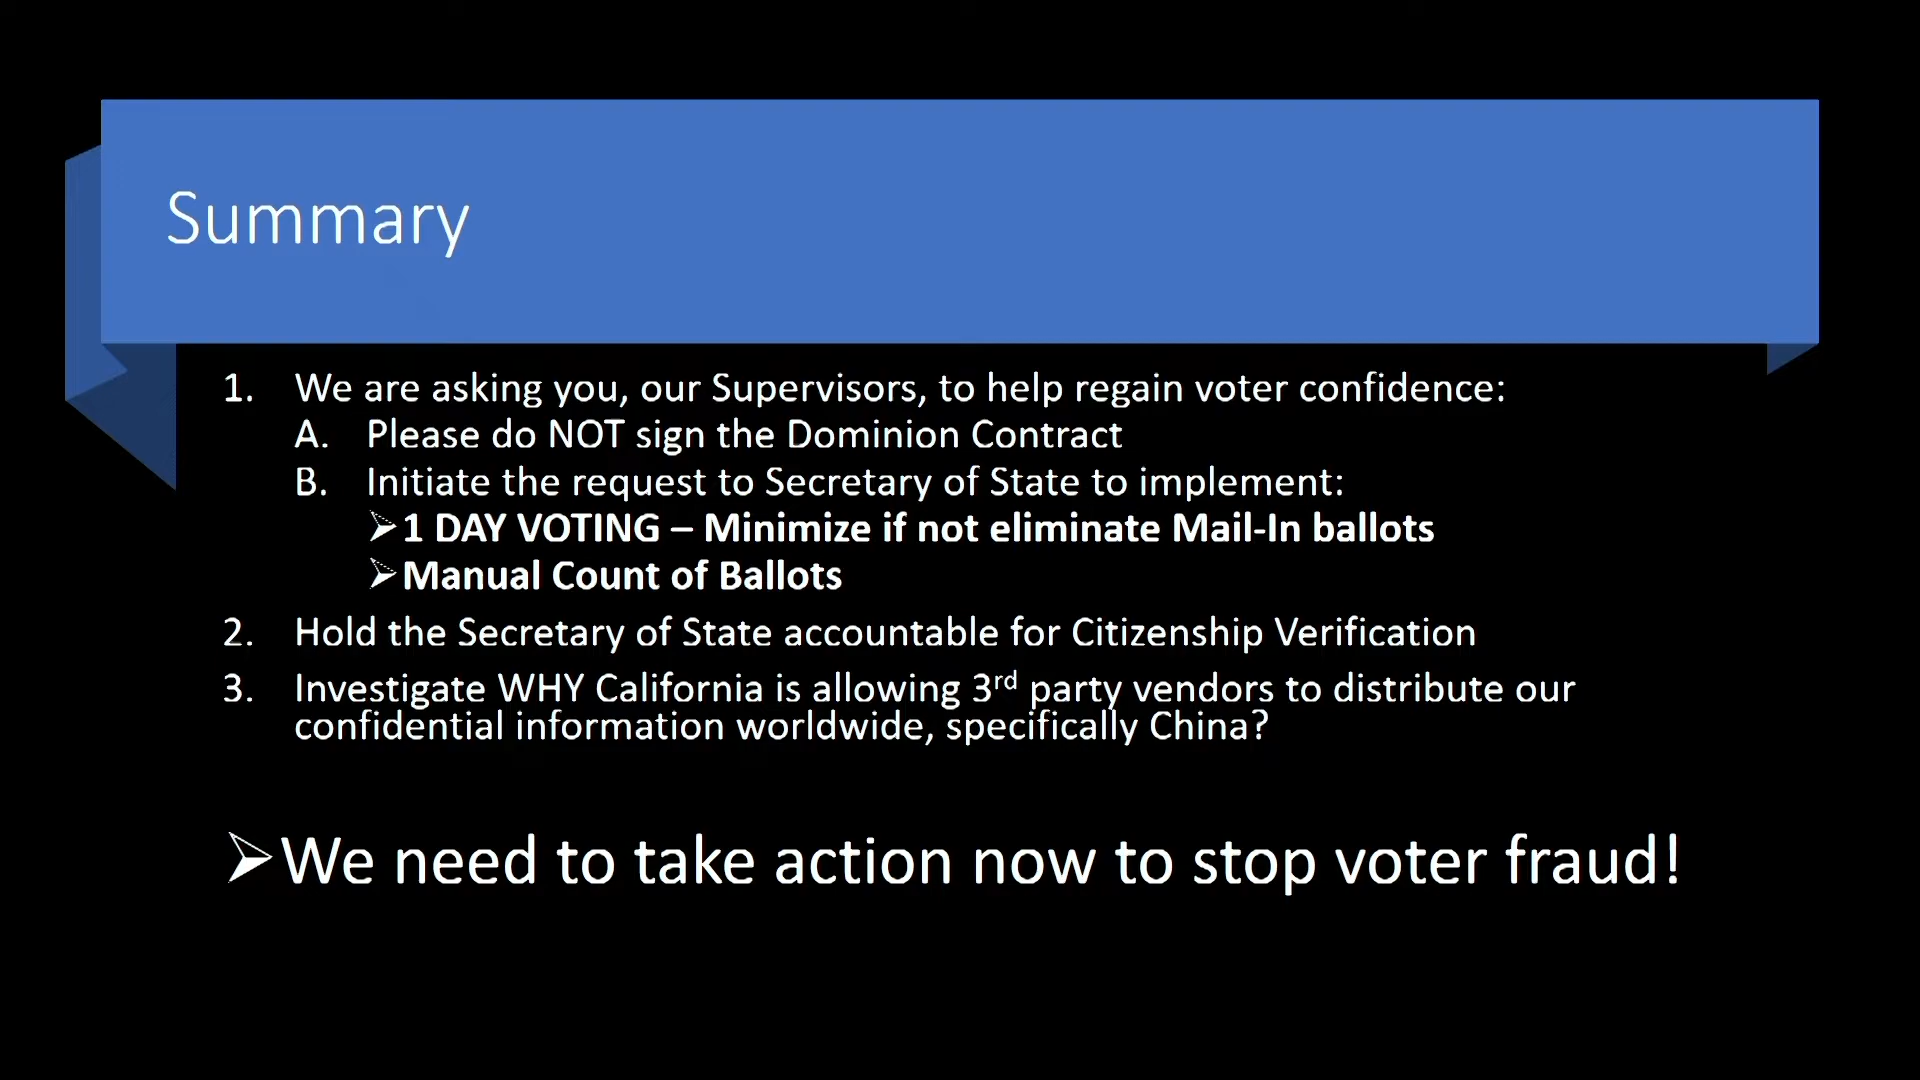 Summary
1. We are asking you, our Supervisors, to help regain voter confidence:
A. Please do NOT sign the Dominion Contract
B. Initiate the request to Secretary of State to implement:
➢1 DAY VOTING – Minimize if not eliminate Mail-In ballots
➢Manual Count of Ballots
2. Hold the Secretary of State accountable for Citizenship Verification
3. Investigate WHY California is allowing 3rd party vendors to distribute our
confidential information worldwide, specifically China?
➢We need to take action now to stop voter fraud!